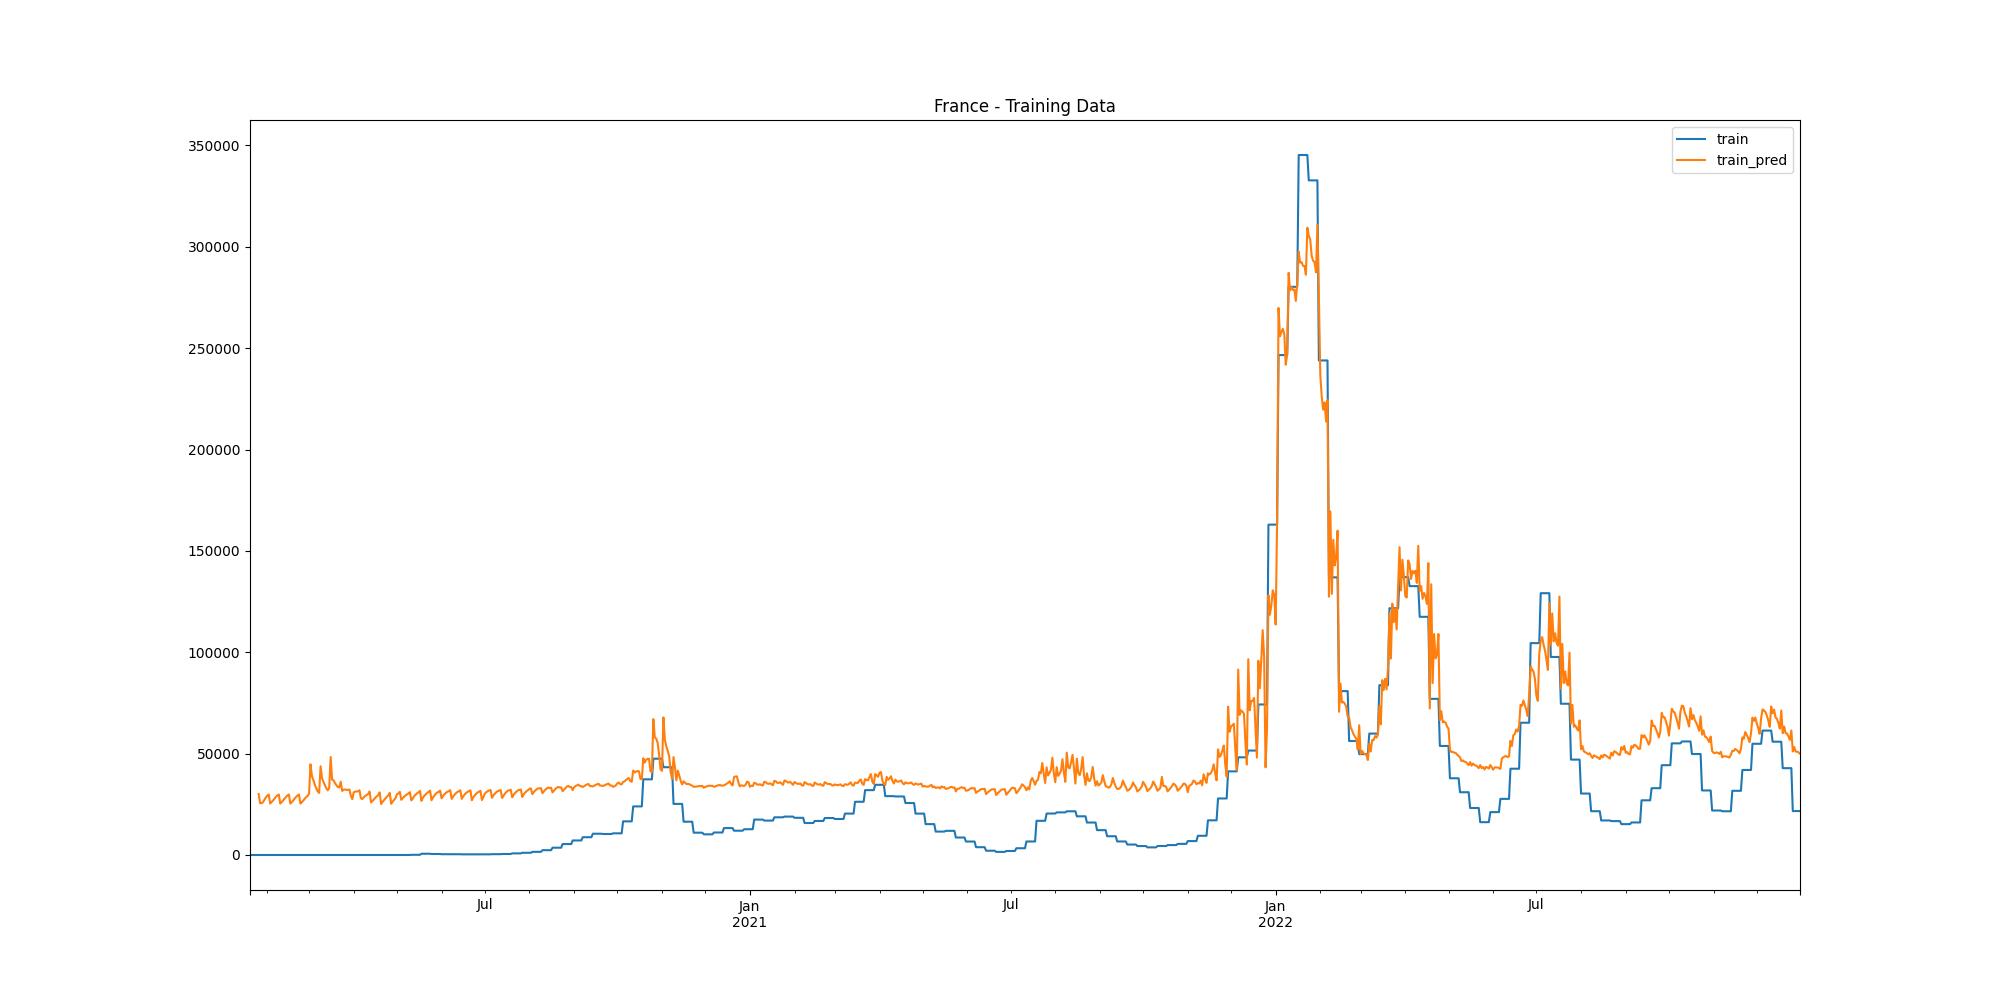 France - Training Data
train
train_pred
350000
300000
250000
200000
150000
100000
50000
0
Jul
Jan
2021
Jul
Jan
2022
Jul